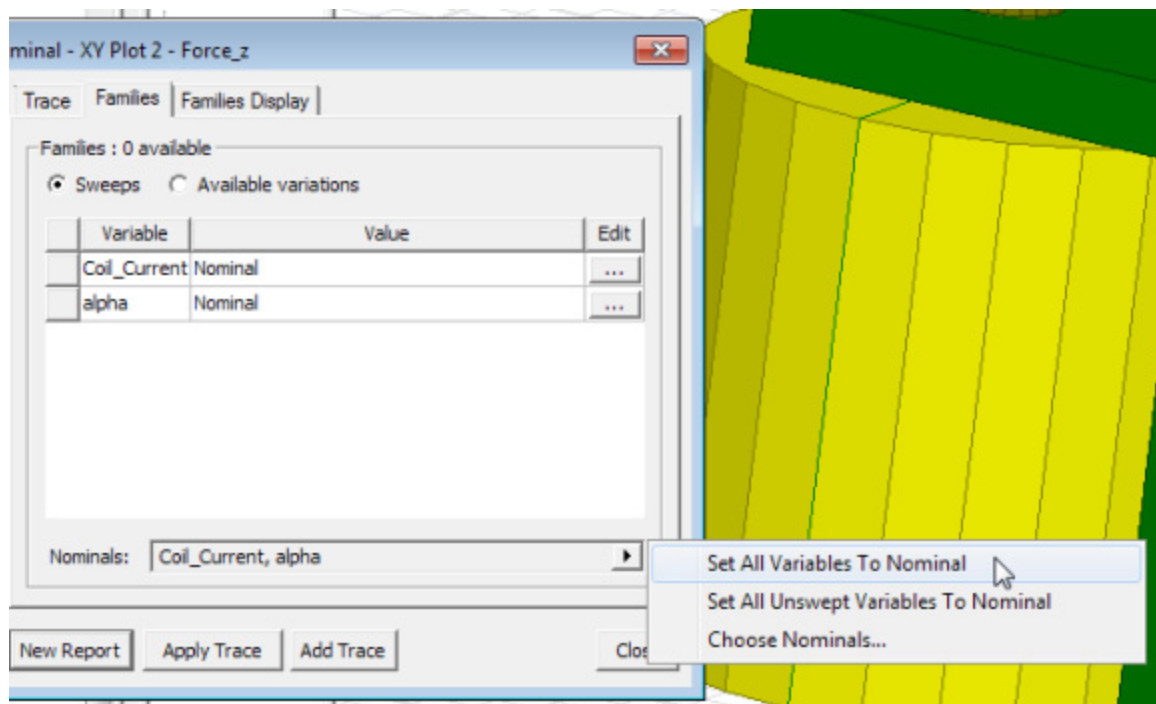 minal - XY Plot 2 - Force_z
Trace Families Families Display
Families : 0 available
Sweeps Available variations
Variable Value Edit
Coil_Current Nominal ...
alpha Nominal ...
Nominals: Coil_Current, alpha
Set All Variables To Nominal
Set All Unswept Variables To Nominal
Choose Nominals...
New Report Apply Trace Add Trace Clos